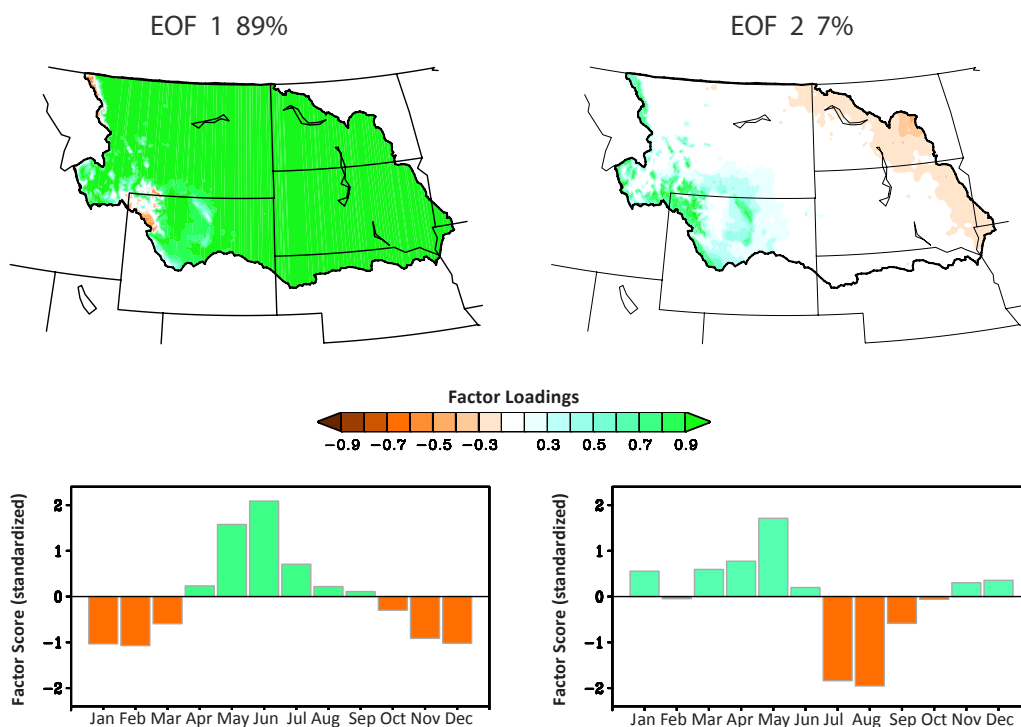 EOF 1 89%
EOF 2 7%
Factor Loadings
−0.9 −0.7 −0.5 −0.3 0.3 0.5 0.7 0.9
Factor Score (standardized)
2
1
0
−1
−2
Jan Feb Mar Apr May Jun Jul Aug Sep Oct Nov Dec
Factor Score (standardized)
2
1
0
−1
−2
Jan Feb Mar Apr May Jun Jul Aug Sep Oct Nov Dec